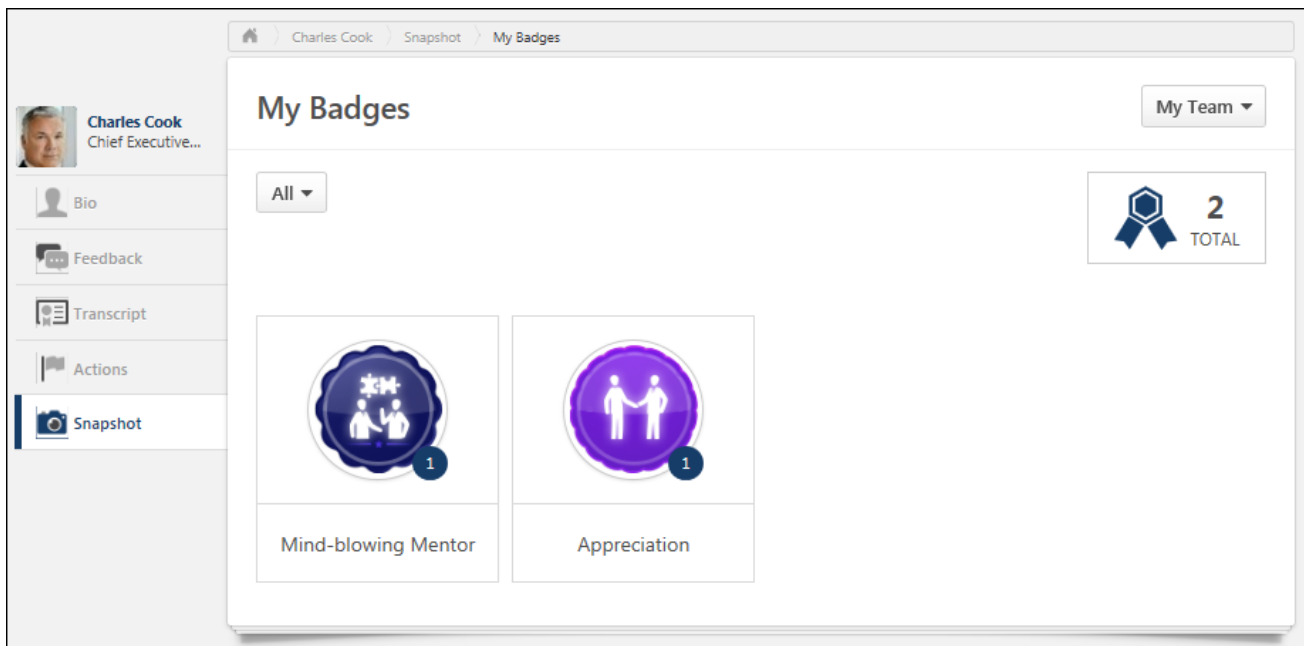 Charles Cook Snapshot My Badges
Charles Cook
Chief Executive...
Bio
Feedback
Transcript
Actions
Snapshot
My Badges
My Team
All
2
TOTAL
1
1
Mind-blowing Mentor
Appreciation